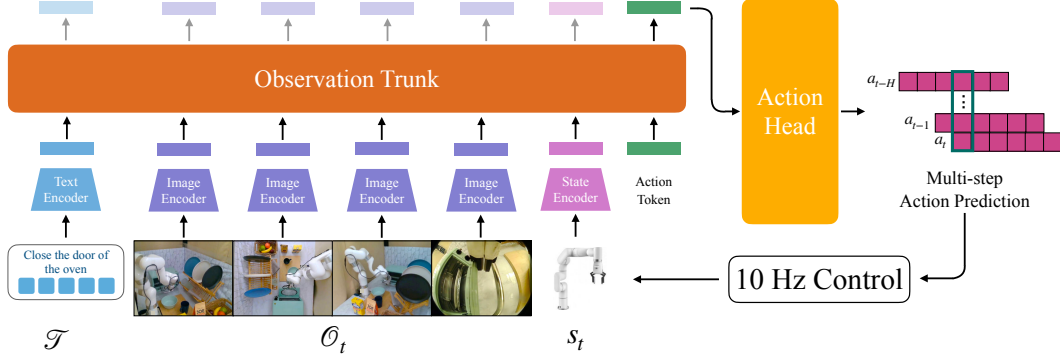 Observation Trunk
Action
Head
a_{t-H}
⋮
a_{t-1}
a_t
Text
Encoder
Image
Encoder
Image
Encoder
Image
Encoder
Image
Encoder
State
Encoder
Action
Token
Multi-step
Action Prediction
Close the door of
the oven
10 Hz Control
𝒯
𝒪_t
s_t